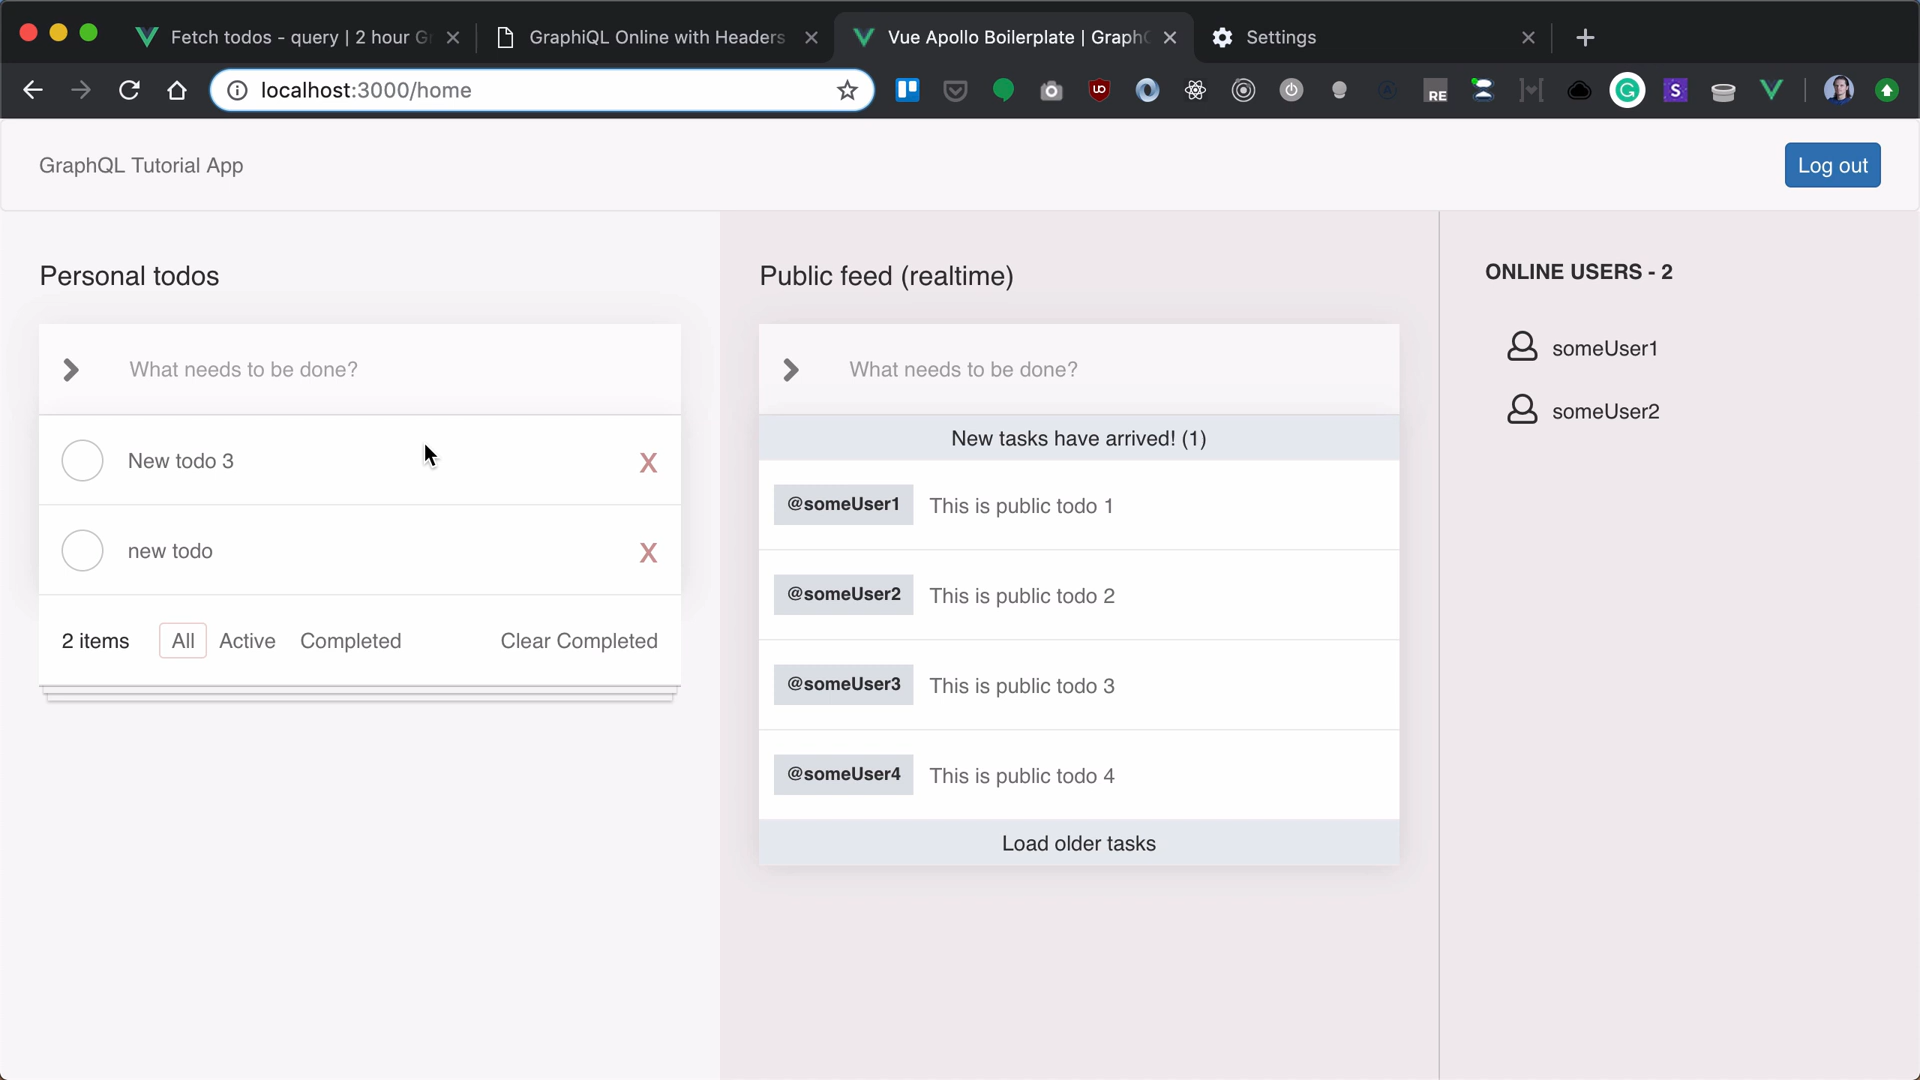 Fetch todos - query | 2 hour Gr
GraphiQL Online with Headers
Vue Apollo Boilerplate | GraphQ
Settings
localhost:3000/home
GraphQL Tutorial App
Log out
Personal todos
What needs to be done?
New todo 3
X
new todo
X
2 items
All
Active
Completed
Clear Completed
Public feed (realtime)
What needs to be done?
New tasks have arrived! (1)
@someUser1 This is public todo 1
@someUser2 This is public todo 2
@someUser3 This is public todo 3
@someUser4 This is public todo 4
Load older tasks
ONLINE USERS - 2
someUser1
someUser2